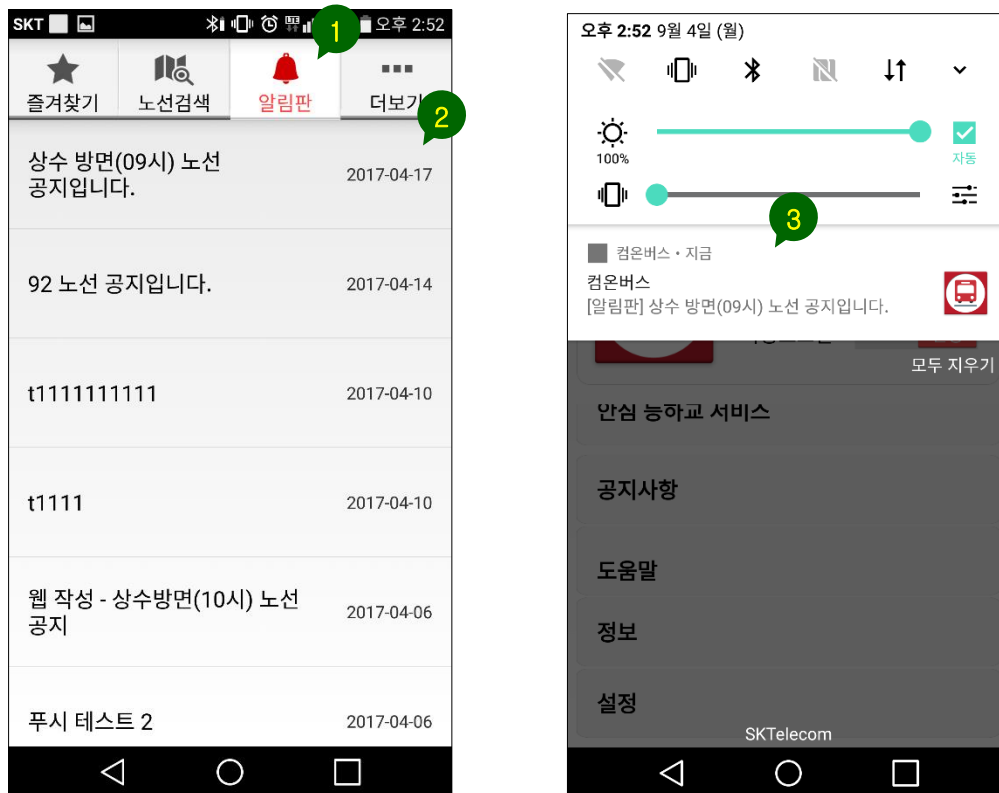 SKT
오후 2:52
1
즐겨찾기
노선검색
알림판
더보기
2
상수 방면(09시) 노선
공지입니다.
2017-04-17
92 노선 공지입니다.
2017-04-14
t1111111111
2017-04-10
t1111
2017-04-10
웹 작성 - 상수방면(10시) 노선
공지
2017-04-06
푸시 테스트 2
2017-04-06
오후 2:52 9월 4일 (월)
100%
자동
3
컴온버스 • 지금
컴온버스
[알림판] 상수 방면(09시) 노선 공지입니다.
모두 지우기
안심 등하교 서비스
공지사항
도움말
정보
설정
SKTelecom